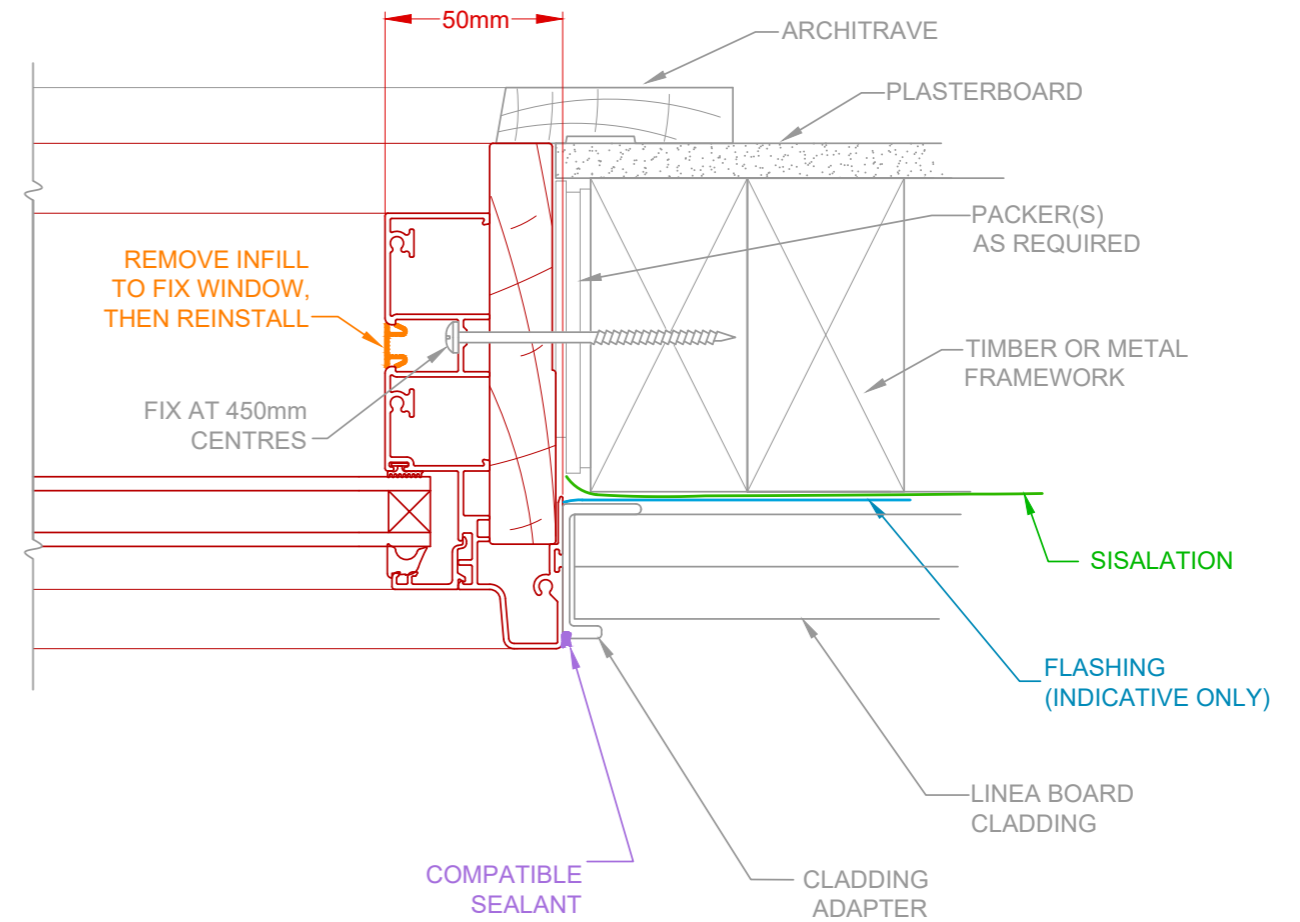 50mm
ARCHITRAVE
PLASTERBOARD
PACKER(S)
AS REQUIRED
REMOVE INFILL
TO FIX WINDOW,
THEN REINSTALL
TIMBER OR METAL
FRAMEWORK
FIX AT 450mm
CENTRES
SISALATION
FLASHING
(INDICATIVE ONLY)
LINEA BOARD
CLADDING
COMPATIBLE
SEALANT
CLADDING
ADAPTER